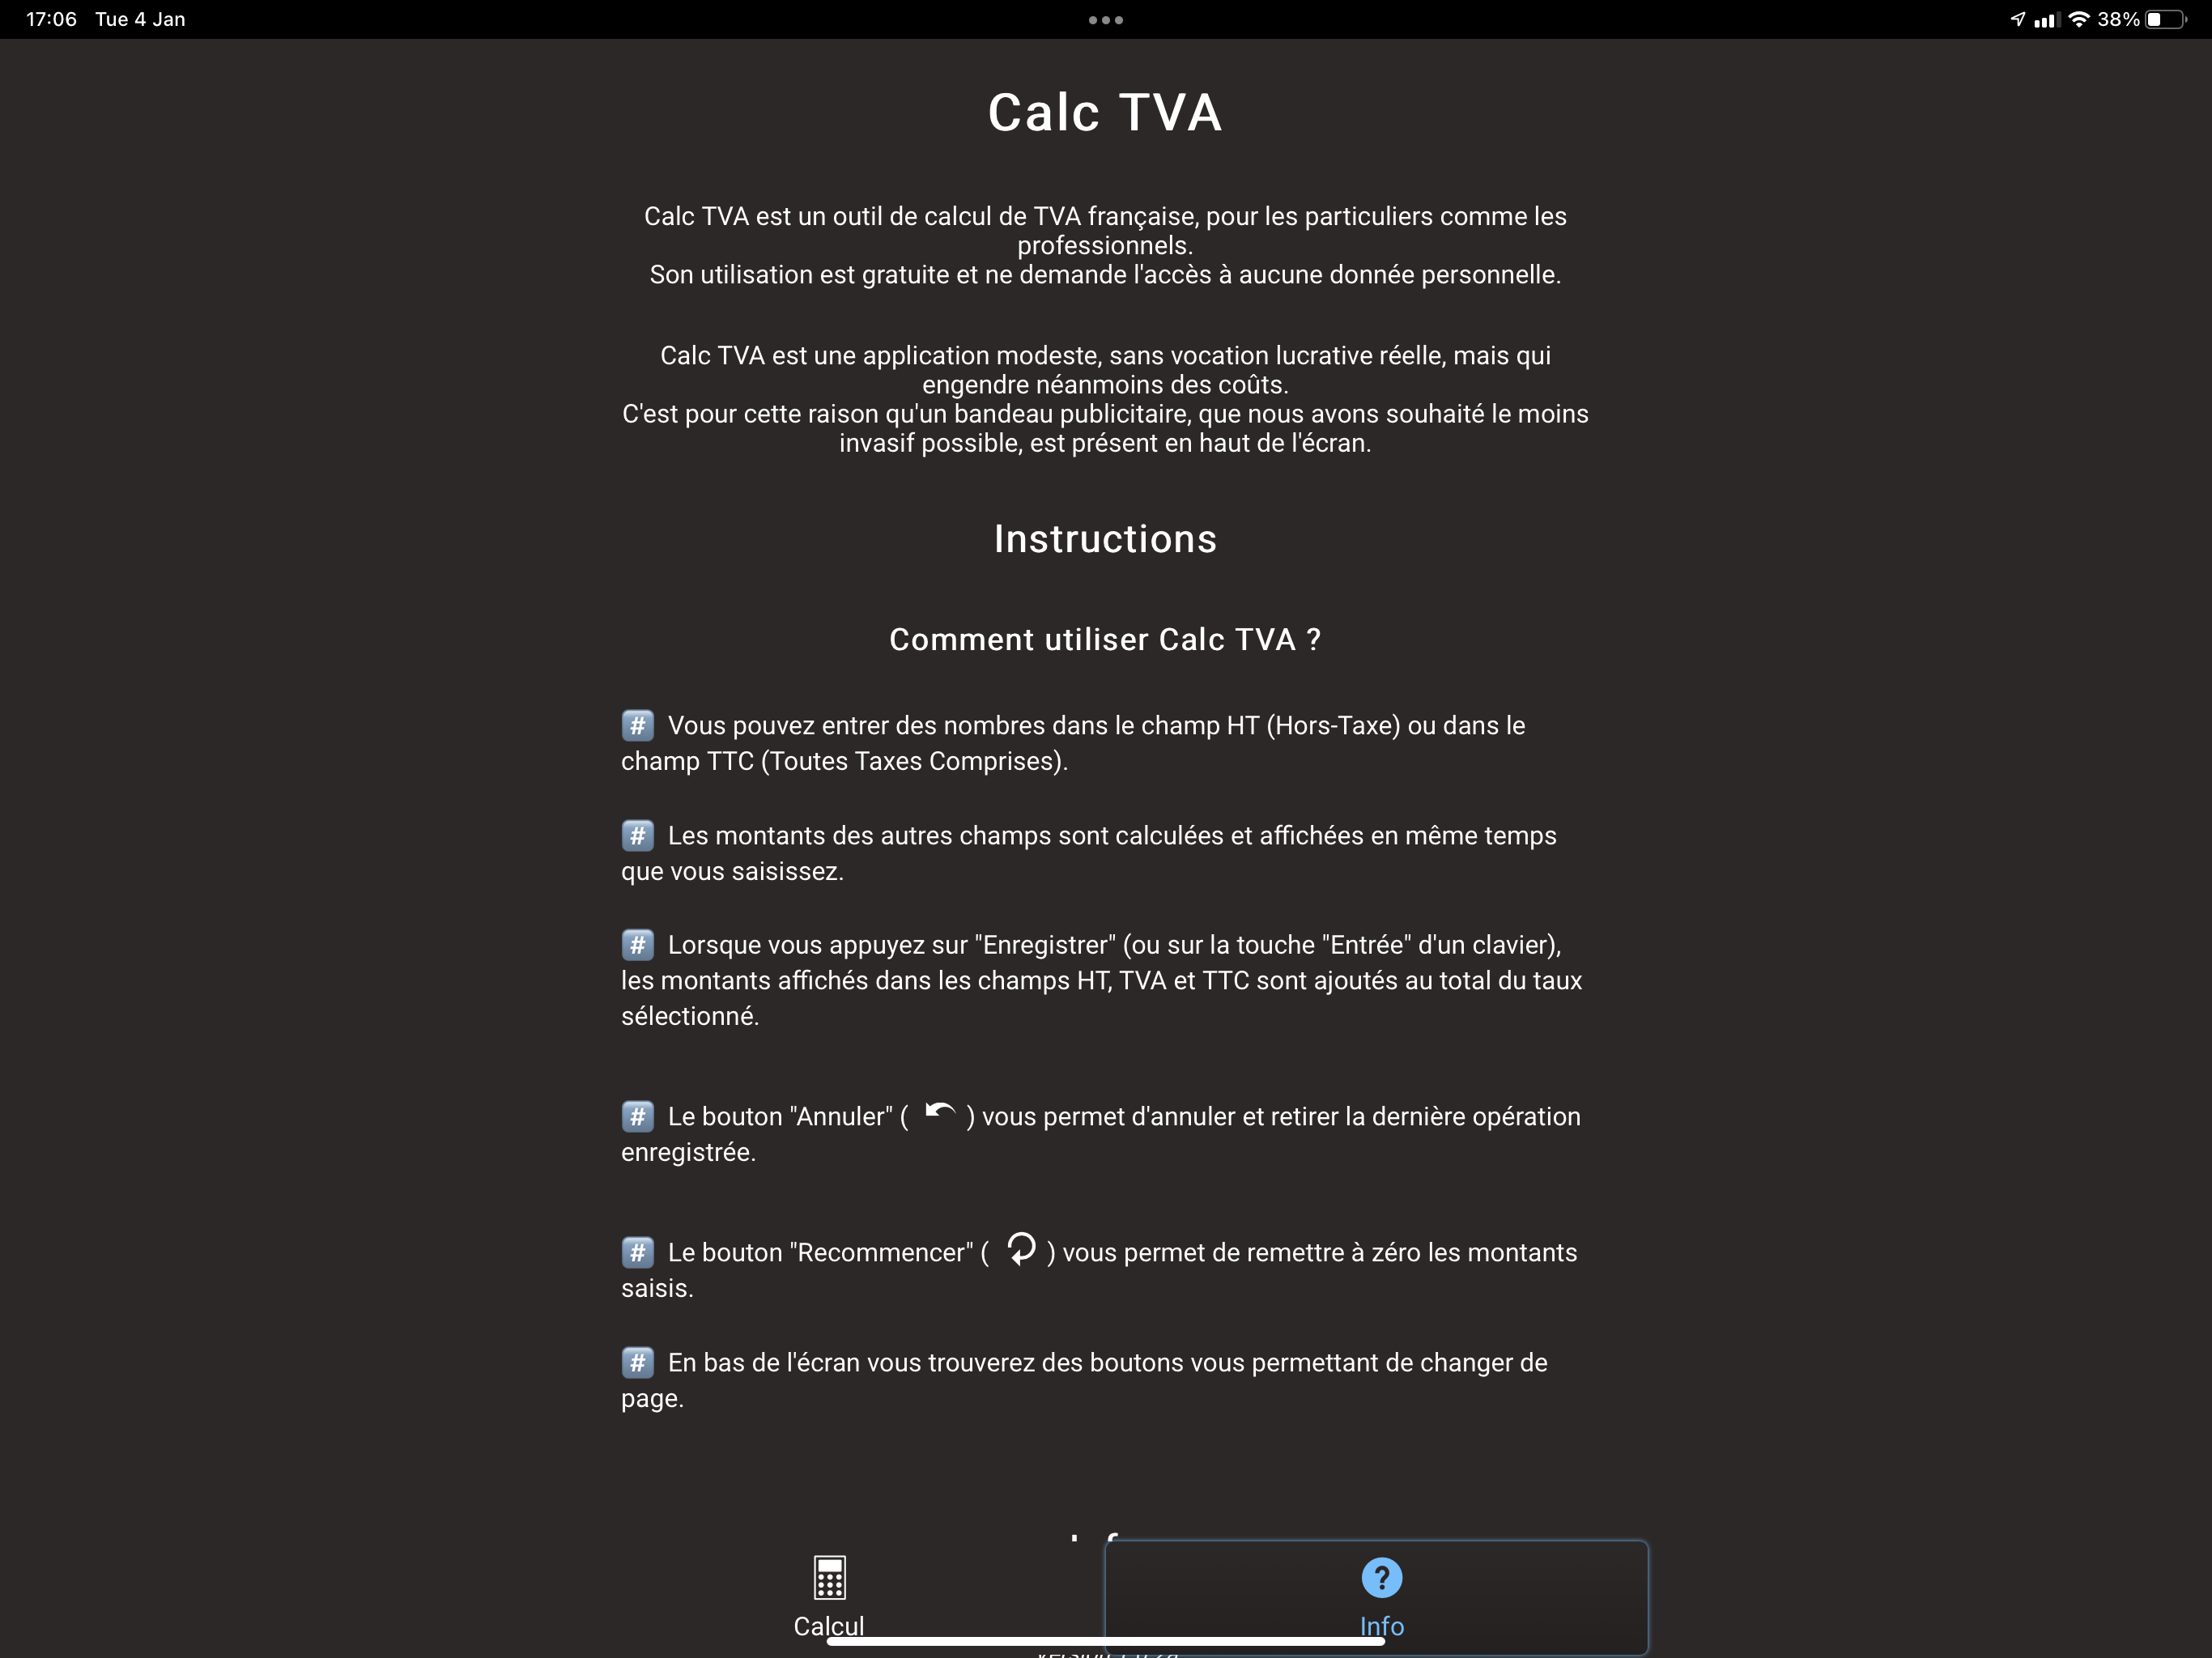 17:06 Tue 4 Jan
38%
Calc TVA
Calc TVA est un outil de calcul de TVA française, pour les particuliers comme les
professionnels.
Son utilisation est gratuite et ne demande l'accès à aucune donnée personnelle.
Calc TVA est une application modeste, sans vocation lucrative réelle, mais qui
engendre néanmoins des coûts.
C'est pour cette raison qu'un bandeau publicitaire, que nous avons souhaité le moins
invasif possible, est présent en haut de l'écran.
Instructions
Comment utiliser Calc TVA ?
# Vous pouvez entrer des nombres dans le champ HT (Hors-Taxe) ou dans le
champ TTC (Toutes Taxes Comprises).
# Les montants des autres champs sont calculées et affichées en même temps
que vous saisissez.
# Lorsque vous appuyez sur "Enregistrer" (ou sur la touche "Entrée" d'un clavier),
les montants affichés dans les champs HT, TVA et TTC sont ajoutés au total du taux
sélectionné.
# Le bouton "Annuler" ( ) vous permet d'annuler et retirer la dernière opération
enregistrée.
# Le bouton "Recommencer" ( ) vous permet de remettre à zéro les montants
saisis.
# En bas de l'écran vous trouverez des boutons vous permettant de changer de
page.
Calcul
? Info